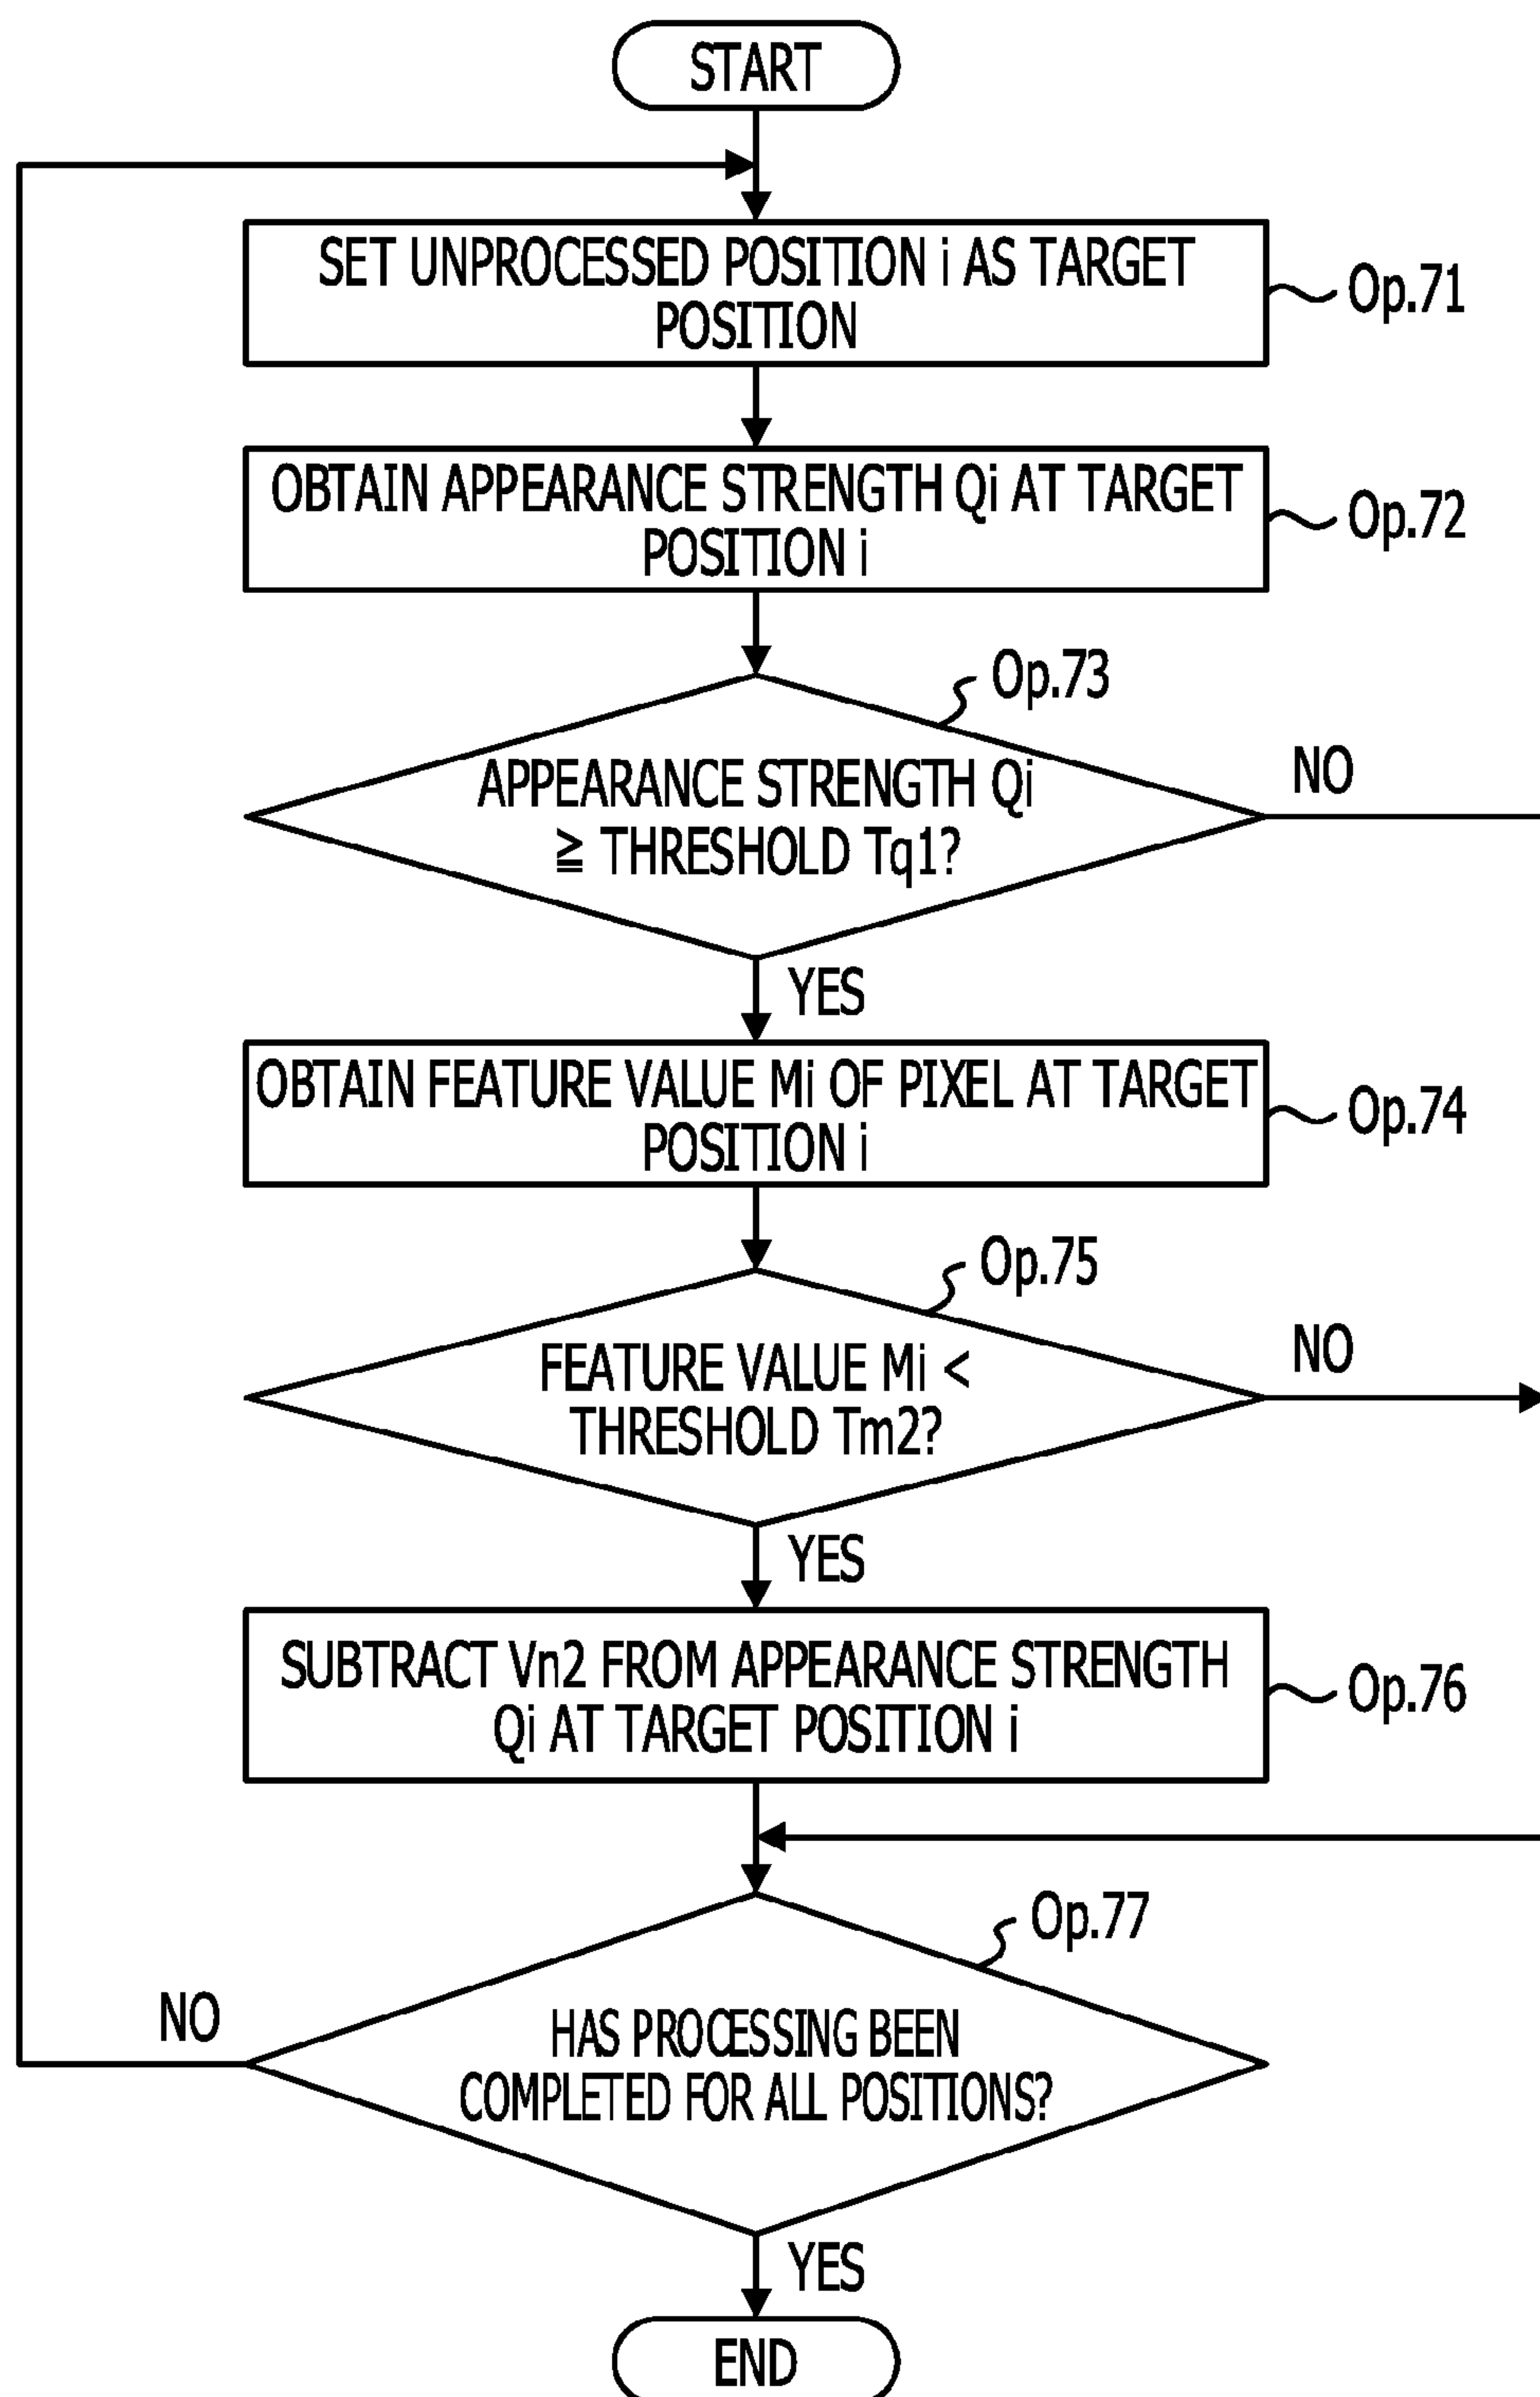 START
SET UNPROCESSED POSITION i AS TARGET
POSITION
Op.71
OBTAIN APPEARANCE STRENGTH Qi AT TARGET
POSITION i
Op.72
Op.73
APPEARANCE STRENGTH Qi
≧ THRESHOLD Tq1?
NO
YES
OBTAIN FEATURE VALUE Mi OF PIXEL AT TARGET
POSITION i
Op.74
Op.75
FEATURE VALUE Mi <
THRESHOLD Tm2?
NO
YES
SUBTRACT Vn2 FROM APPEARANCE STRENGTH
Qi AT TARGET POSITION i
Op.76
Op.77
HAS PROCESSING BEEN
COMPLETED FOR ALL POSITIONS?
NO
YES
END